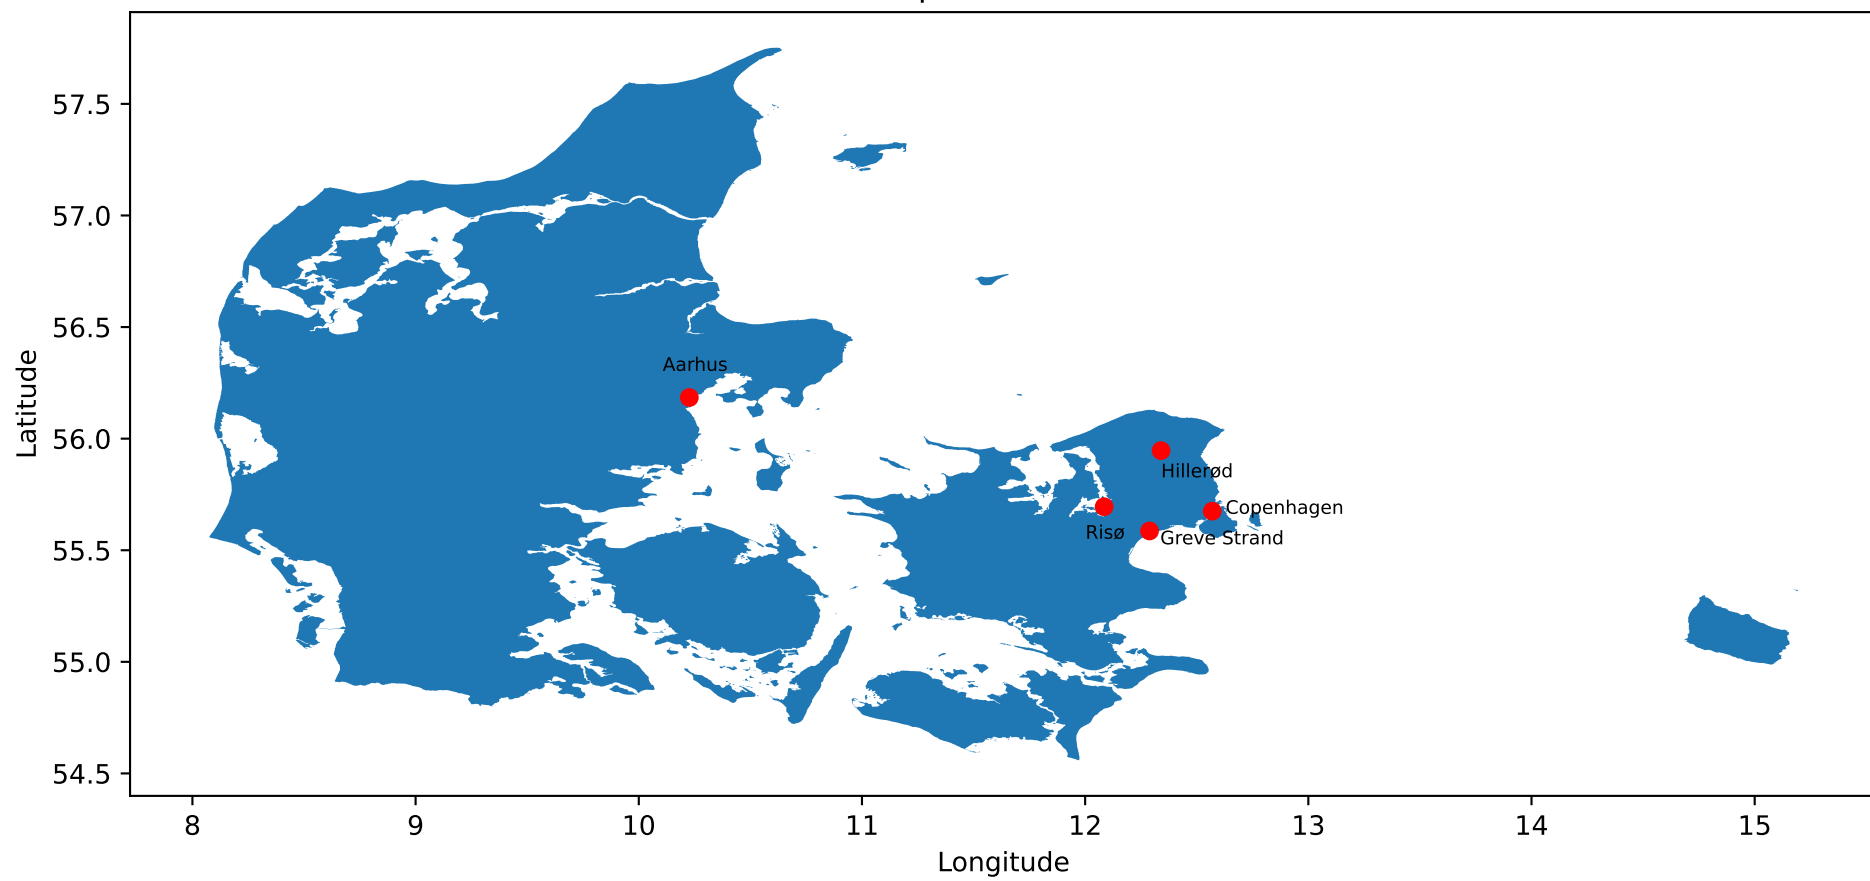 57.5
57.0
56.5
56.0
55.5
55.0
54.5
Latitude
Aarhus
Hillerød
Copenhagen
Risø
Greve Strand
8 9 10 11 12 13 14 15
Longitude